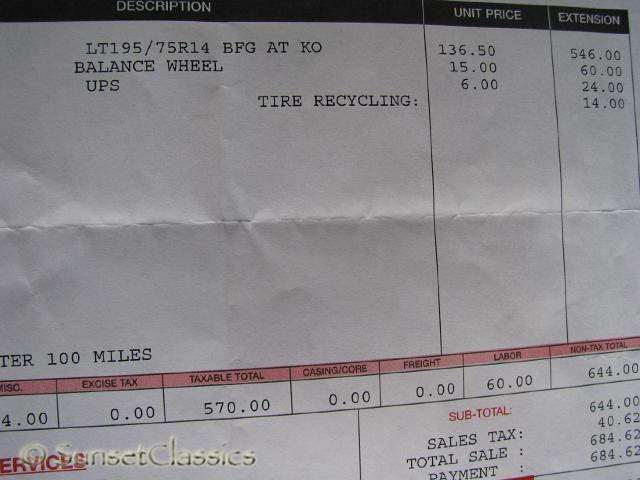 DESCRIPTION UNIT PRICE EXTENSION
LT195/75R14 BFG AT KO 136.50 546.00
BALANCE WHEEL 15.00 60.00
UPS 6.00 24.00
TIRE RECYCLING: 14.00
TER 100 MILES
ISC. EXCISE TAX TAXABLE TOTAL CASING/CORE FREIGHT LABOR NON-TAX TOTAL
4.00 0.00 570.00 0.00 0.00 60.00 644.00
SUB-TOTAL: 644.00
SALES TAX: 40.62
TOTAL SALE : 684.62
PAYMENT : 684.62
ERVICES
© SunsetClassics